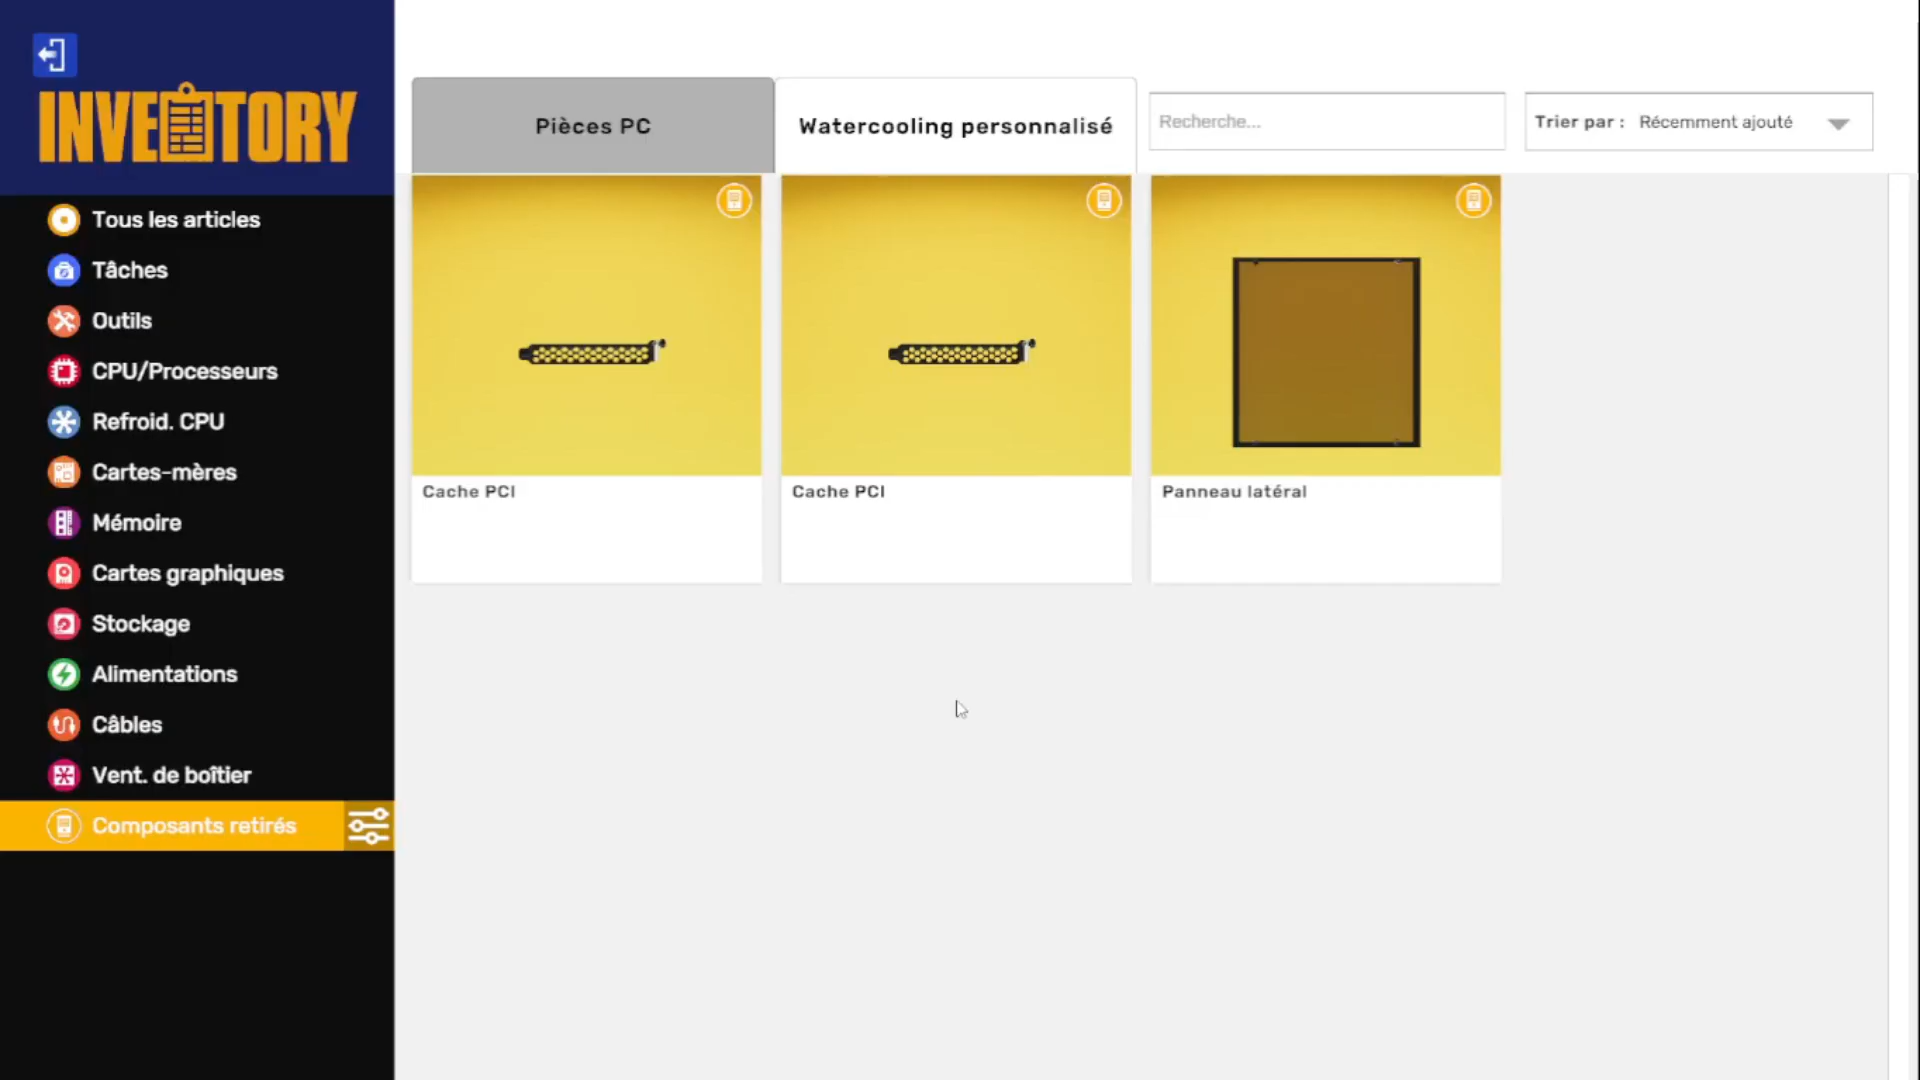 INVENTORY
Pièces PC
Watercooling personnalisé
Recherche...
Trier par : Récemment ajouté
Tous les articles
Tâches
Outils
CPU/Processeurs
Refroid. CPU
Cartes-mères
Mémoire
Cartes graphiques
Stockage
Alimentations
Câbles
Vent. de boîtier
Composants retirés
Cache PCI
Cache PCI
Panneau latéral